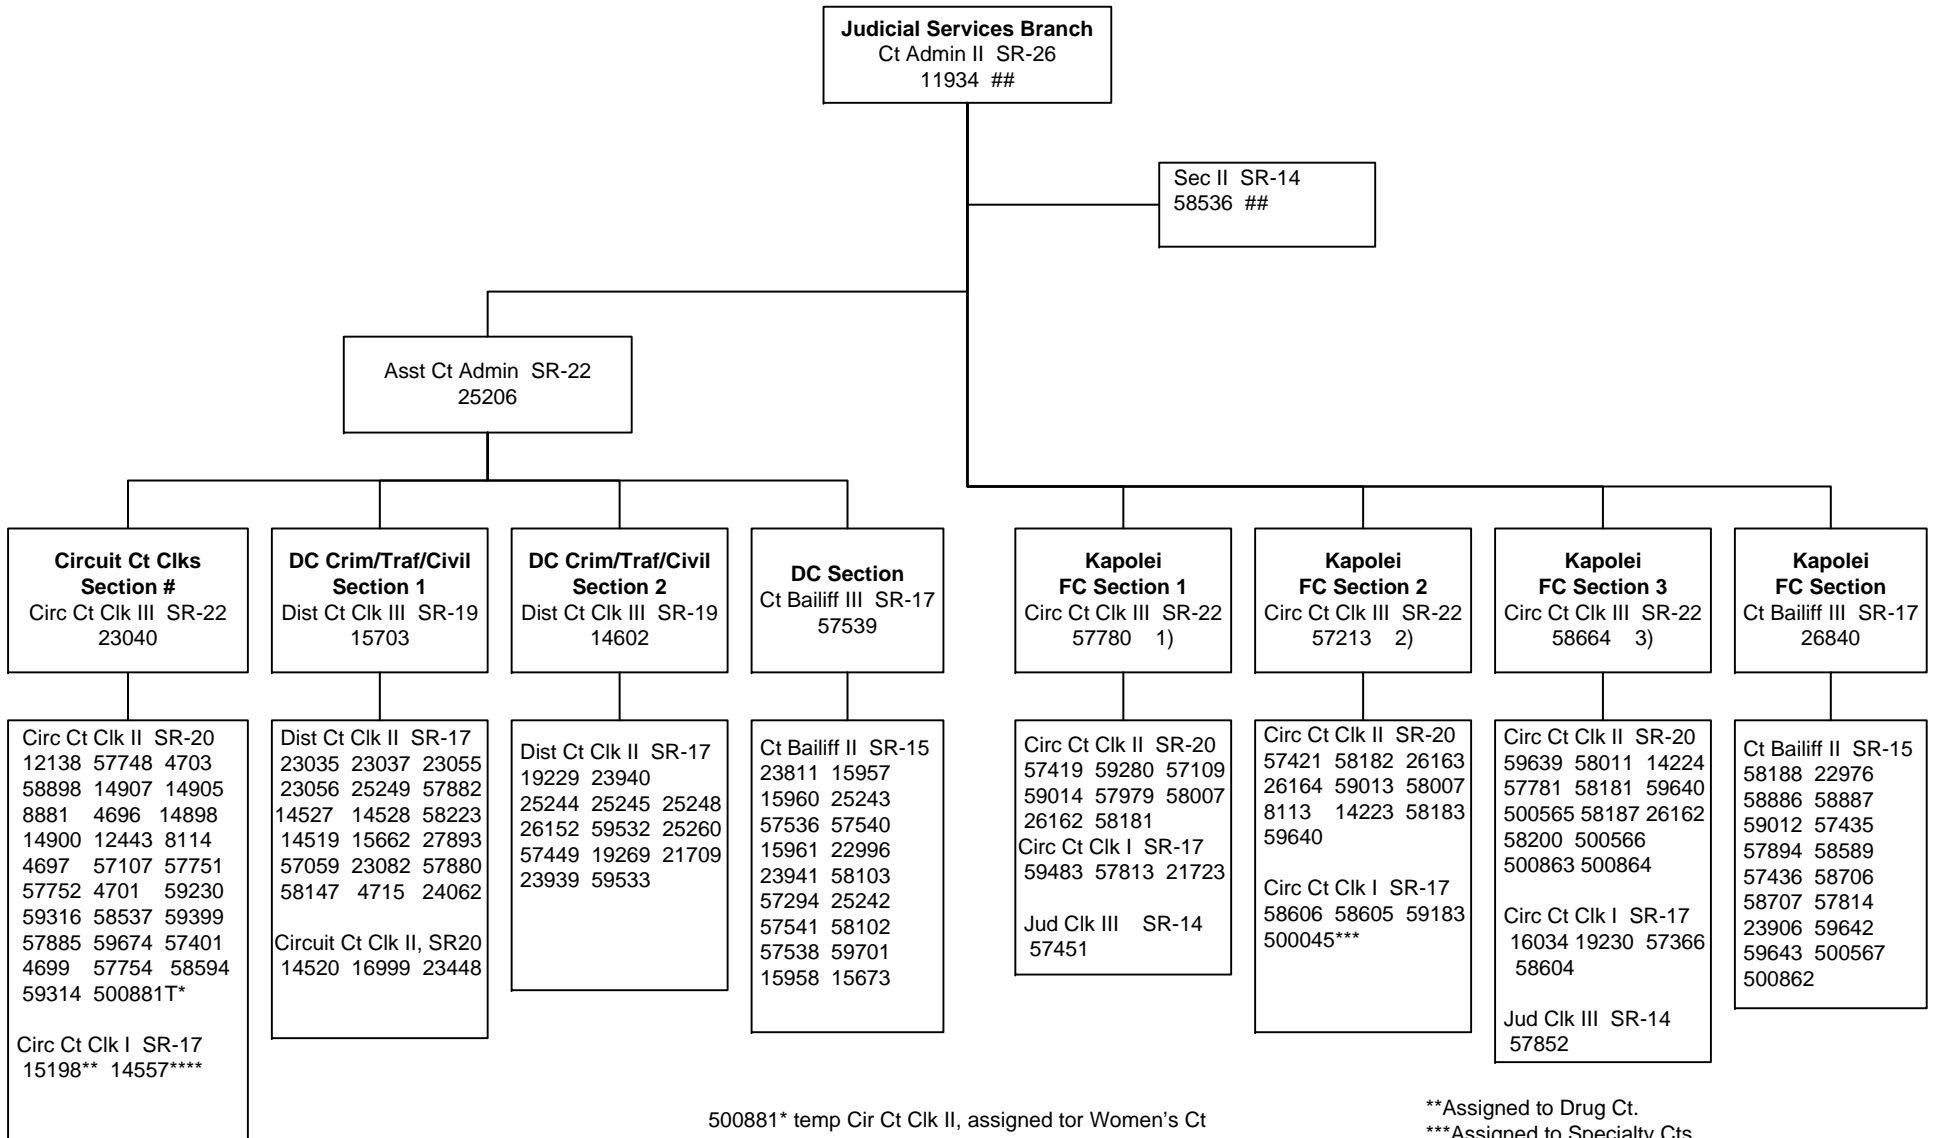 Judicial Services Branch
Ct Admin II SR-26
11934 ##
Sec II SR-14
58536 ##
Asst Ct Admin SR-22
25206
Circuit Ct Clks
Section #
Circ Ct Clk III SR-22
23040
DC Crim/Traf/Civil
Section 1
Dist Ct Clk III SR-19
15703
DC Crim/Traf/Civil
Section 2
Dist Ct Clk III SR-19
14602
DC Section
Ct Bailiff III SR-17
57539
Kapolei
FC Section 1
Circ Ct Clk III SR-22
57780 1)
Kapolei
FC Section 2
Circ Ct Clk III SR-22
57213 2)
Kapolei
FC Section 3
Circ Ct Clk III SR-22
58664 3)
Kapolei
FC Section
Ct Bailiff III SR-17
26840
Circ Ct Clk II SR-20
12138 57748 4703
58898 14907 14905
8881 4696 14898
14900 12443 8114
4697 57107 57751
57752 4701 59230
59316 58537 59399
57885 59674 57401
4699 57754 58594
59314 500881T*
Circ Ct Clk I SR-17
15198** 14557****
Dist Ct Clk II SR-17
23035 23037 23055
23056 25249 57882
14527 14528 58223
14519 15662 27893
57059 23082 57880
58147 4715 24062
Circuit Ct Clk II, SR20
14520 16999 23448
Dist Ct Clk II SR-17
19229 23940
25244 25245 25248
26152 59532 25260
57449 19269 21709
23939 59533
Ct Bailiff II SR-15
23811 15957
15960 25243
57536 57540
15961 22996
23941 58103
57294 25242
57541 58102
57538 59701
15958 15673
Circ Ct Clk II SR-20
57419 59280 57109
59014 57979 58007
26162 58181
Circ Ct Clk I SR-17
59483 57813 21723
Jud Clk III SR-14
57451
Circ Ct Clk II SR-20
57421 58182 26163
26164 59013 58007
8113 14223 58183
59640
Circ Ct Clk I SR-17
58606 58605 59183
500045***
Circ Ct Clk II SR-20
59639 58011 14224
57781 58181 59640
500565 58187 26162
58200 500566
500863 500864
Circ Ct Clk I SR-17
16034 19230 57366
58604
Jud Clk III SR-14
57852
Ct Bailiff II SR-15
58188 22976
58886 58887
59012 57435
57894 58589
57436 58706
58707 57814
23906 59642
59643 500567
500862
500881* temp Cir Ct Clk II, assigned tor Women's Ct
**Assigned to Drug Ct.
***Assigned to Specialty Cts